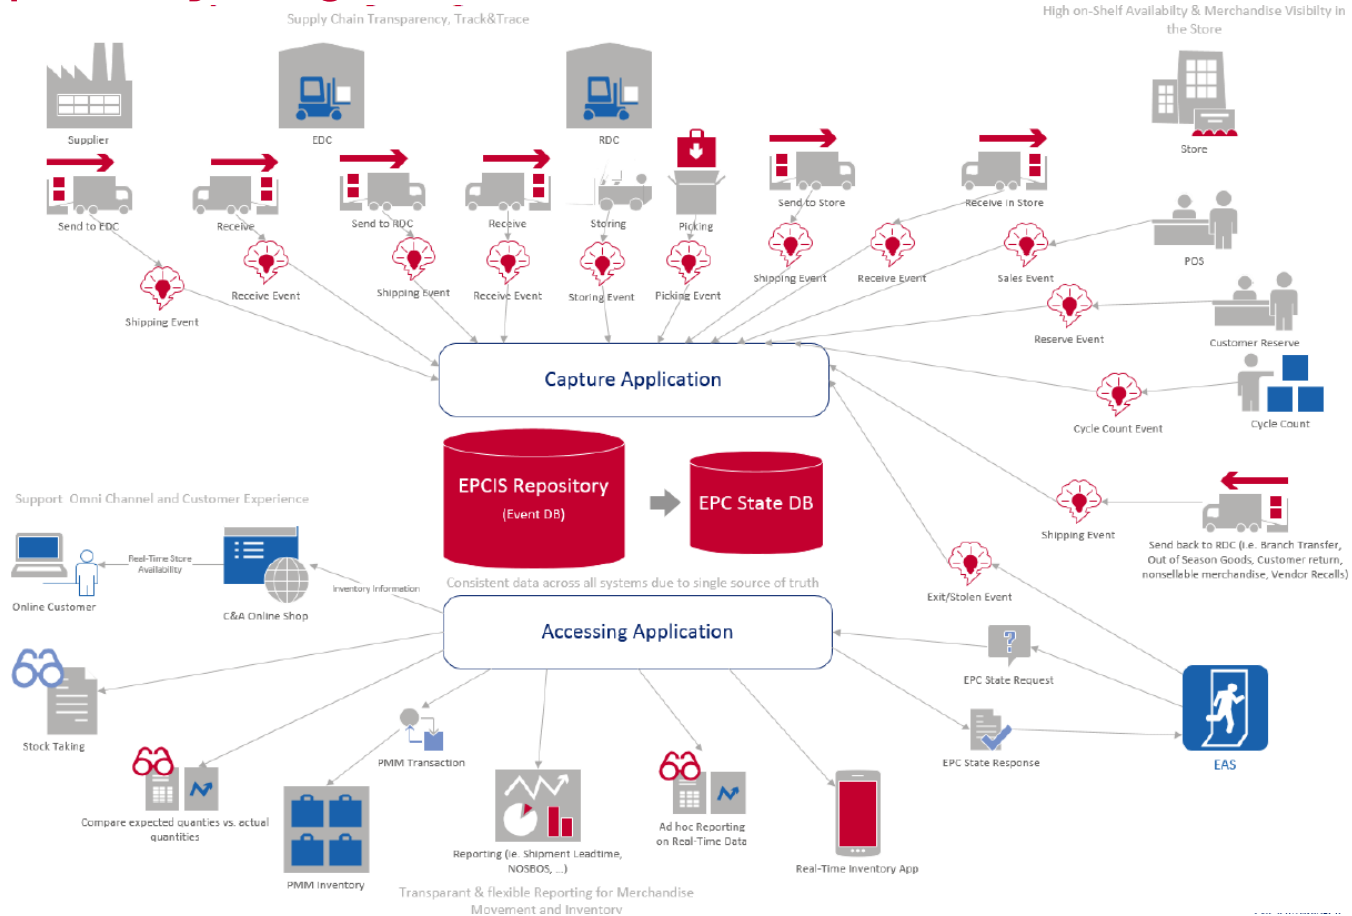 Supply Chain Transparency, Track&Trace
High on-Shelf Availabilty & Merchandise Visibilty in
the Store
Supplier
EDC
RDC
Store
Send to EDC
Receive
Send to RDC
Receive
Storing
Picking
Send to Store
Receive in Store
POS
Shipping Event
Receive Event
Shipping Event
Receive Event
Storing Event
Picking Event
Shipping Event
Receive Event
Sales Event
Reserve Event
Customer Reserve
Capture Application
Cycle Count Event
Cycle Count
EPCIS Repository
(Event DB)
EPC State DB
Support Omni Channel and Customer Experience
Shipping Event
Send back to RDC (i.e. Branch Transfer,
Out of Season Goods, Customer return,
nonsellable merchandise, Vendor Recalls)
Real-Time Store
Availability
Inventory Information
Consistent data across all systems due to single source of truth
Exit/Stolen Event
Online Customer
C&A Online Shop
Accessing Application
?
EPC State Request
Stock Taking
PMM Transaction
EPC State Response
EAS
Compare expected quanties vs. actual
quantities
Ad hoc Reporting
on Real-Time Data
Reporting (ie. Shipment Leadtime,
NOSBOS, ...)
Real-Time Inventory App
PMM Inventory
Transparant & flexible Reporting for Merchandise
Movement and Inventory